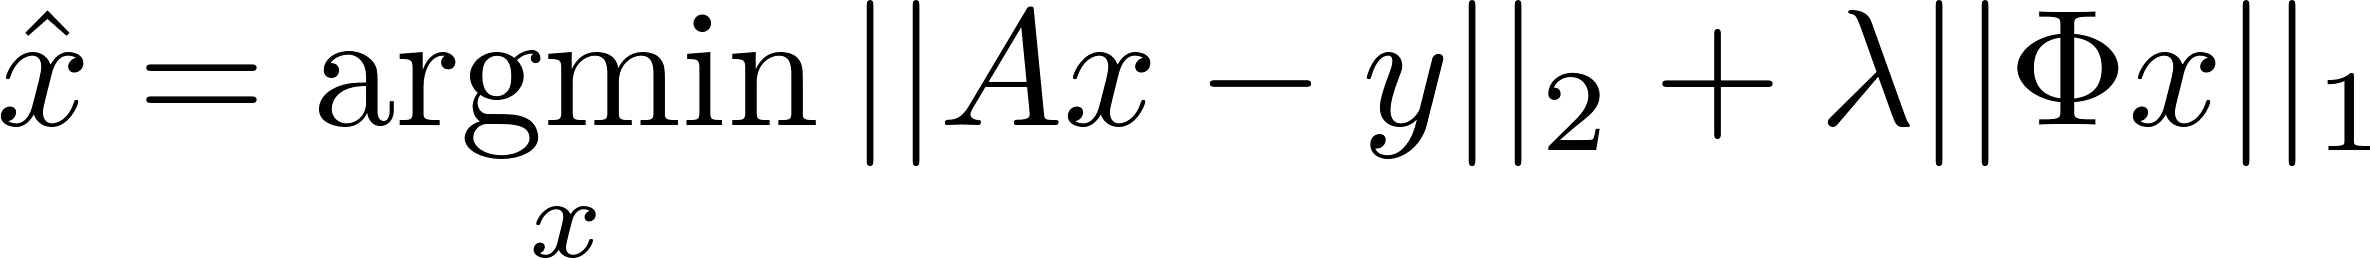 x̂ = argmin ||Ax − y||₂ + λ||Φx||₁
x